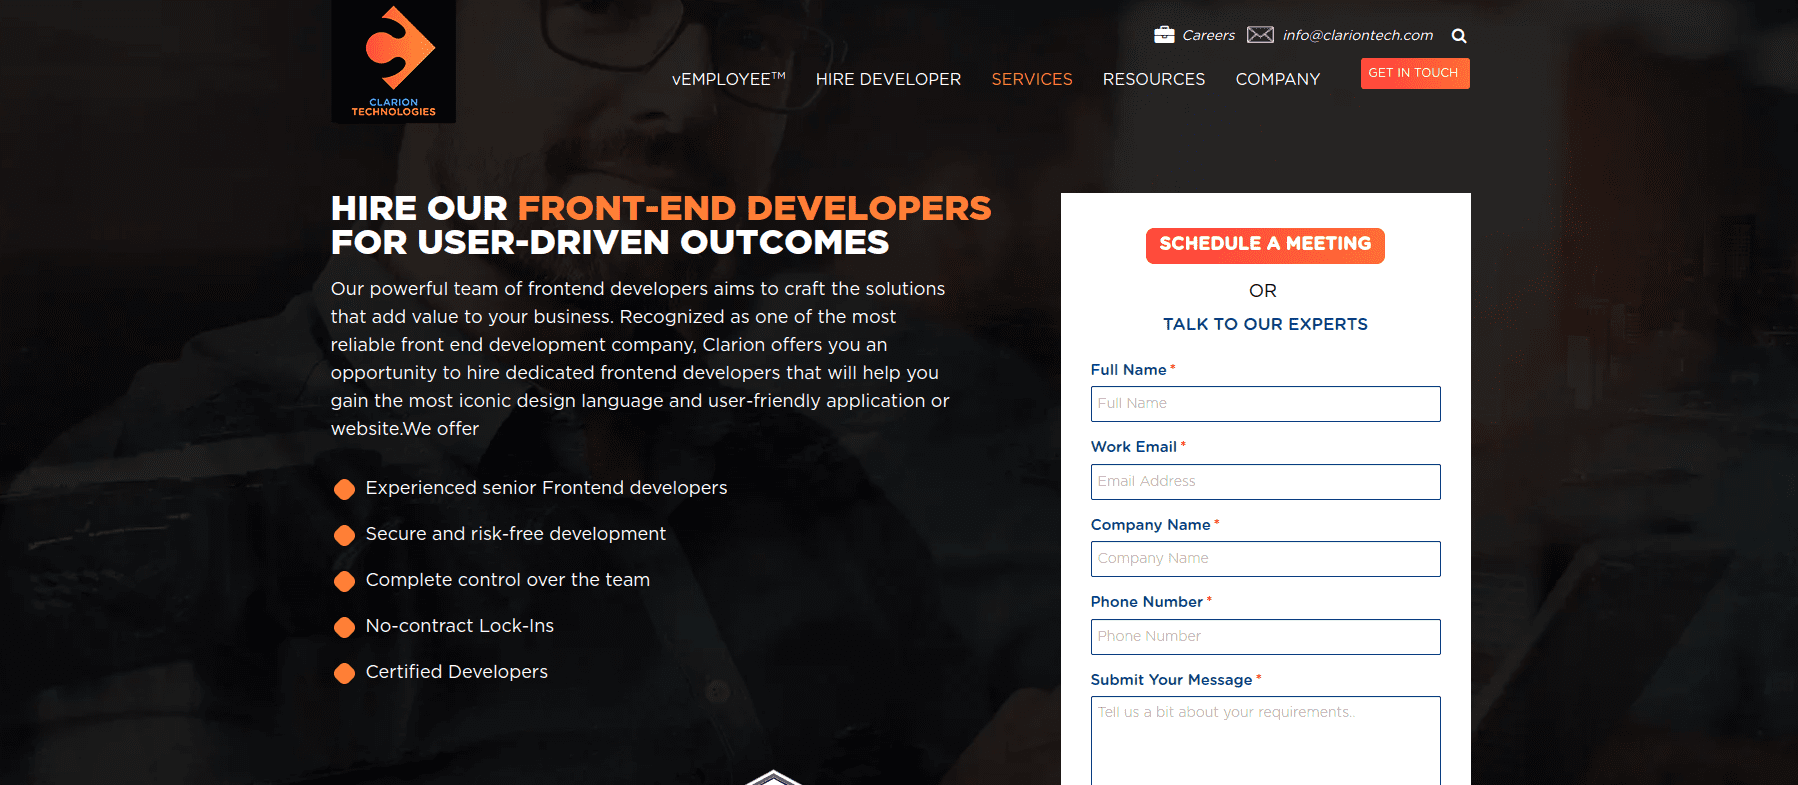 CLARION
TECHNOLOGIES
Careers info@clariontech.com
vEMPLOYEE™ HIRE DEVELOPER SERVICES RESOURCES COMPANY GET IN TOUCH
HIRE OUR FRONT-END DEVELOPERS
FOR USER-DRIVEN OUTCOMES
Our powerful team of frontend developers aims to craft the solutions
that add value to your business. Recognized as one of the most
reliable front end development company, Clarion offers you an
opportunity to hire dedicated frontend developers that will help you
gain the most iconic design language and user-friendly application or
website.We offer
Experienced senior Frontend developers
Secure and risk-free development
Complete control over the team
No-contract Lock-Ins
Certified Developers
SCHEDULE A MEETING
OR
TALK TO OUR EXPERTS
Full Name*
Full Name
Work Email*
Email Address
Company Name*
Company Name
Phone Number*
Phone Number
Submit Your Message*
Tell us a bit about your requirements..